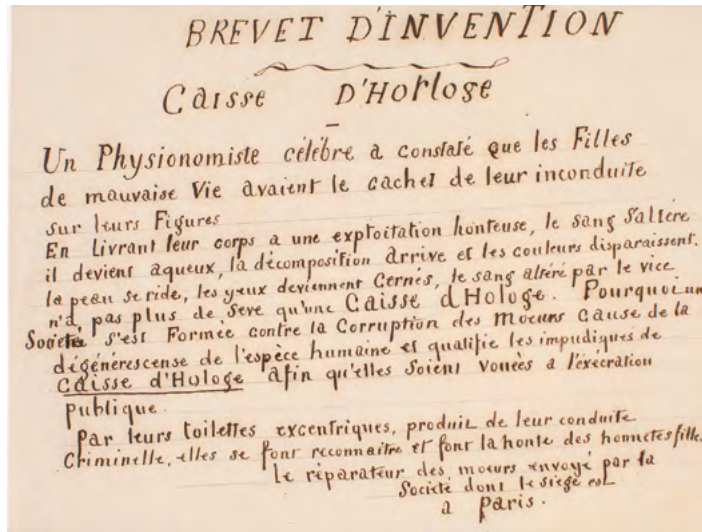 BREVET D'INVENTION
Caisse D'Horloge
Un Physionomiste célébre a constaté que les Filles
de mauvaise Vie avaient le cachet de leur inconduite
sur leurs Figures
En Livrant leur corps a une exploitation honteuse, le sang S'altére
il devient aqueux, la décomposition Arrive et les couleurs disparaissent.
la peau se ride, les yeux deviennent Cernés, le sang altéré par le vice
n'a pas plus de Seve qu'une Caisse d'Hologe. Pourquoi un
Société s'est Formée contre la Corruption des Moeurs Cause de la
dégénérescense de l'espèce humaine et qualifie les impudiques de
Caisse d'Hologe afin qu'elles Soient Vouées a l'éxécration
publique.
par leurs toilettes excentriques, produit de leur conduite
Criminelle, elles se font reconnaitre et font la honte des honnetes filles
le réparateur des moeurs envoyé par la
Société dont le Siège est
a Paris.